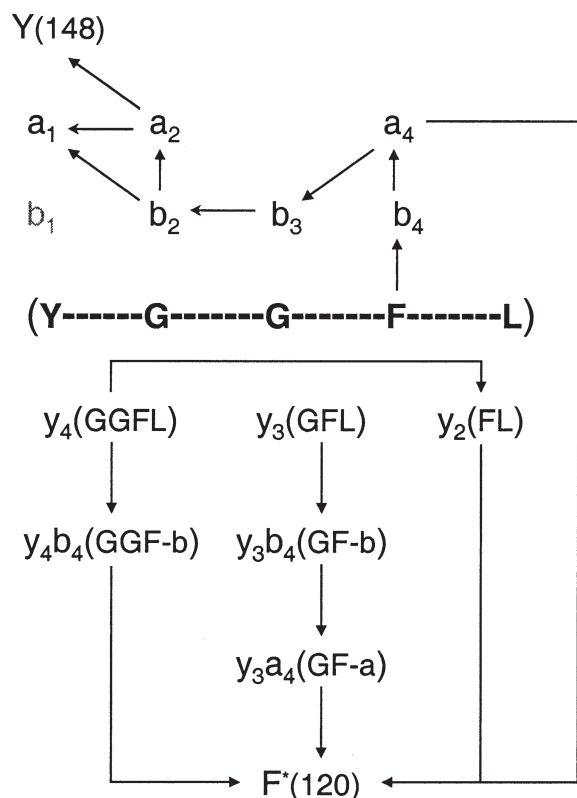 Y(148)
a₁ a₂ a₄
b₁ b₂ b₃ b₄
(Y------G-------G------F-------L)
y₄(GGFL) y₃(GFL) y₂(FL)
y₄b₄(GGF-b) y₃b₄(GF-b)
y₃a₄(GF-a)
F*(120)